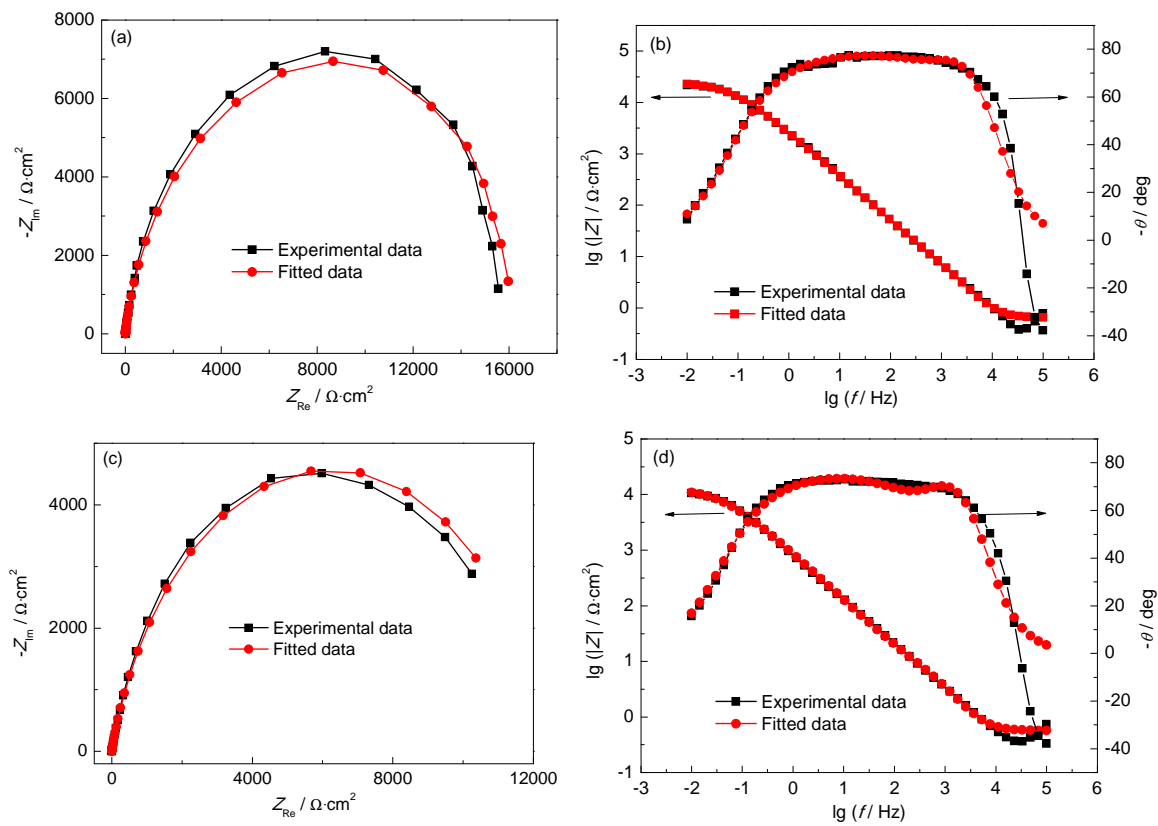 (a)
8000
6000
4000
2000
0
-Z_Im / Ω·cm²
Experimental data
Fitted data
0 4000 8000 12000 16000
Z_Re / Ω·cm²
(b)
5
4
3
2
1
0
-1
lg (|Z| / Ω·cm²)
80
60
40
20
0
-20
-40
-θ / deg
Experimental data
Fitted data
-3 -2 -1 0 1 2 3 4 5 6
lg (f / Hz)
(c)
4000
2000
0
-Z_Im / Ω·cm²
Experimental data
Fitted data
0 4000 8000 12000
Z_Re / Ω·cm²
(d)
5
4
3
2
1
0
-1
lg (|Z| / Ω·cm²)
80
60
40
20
0
-20
-40
-θ / deg
Experimental data
Fitted data
-3 -2 -1 0 1 2 3 4 5 6
lg (f / Hz)